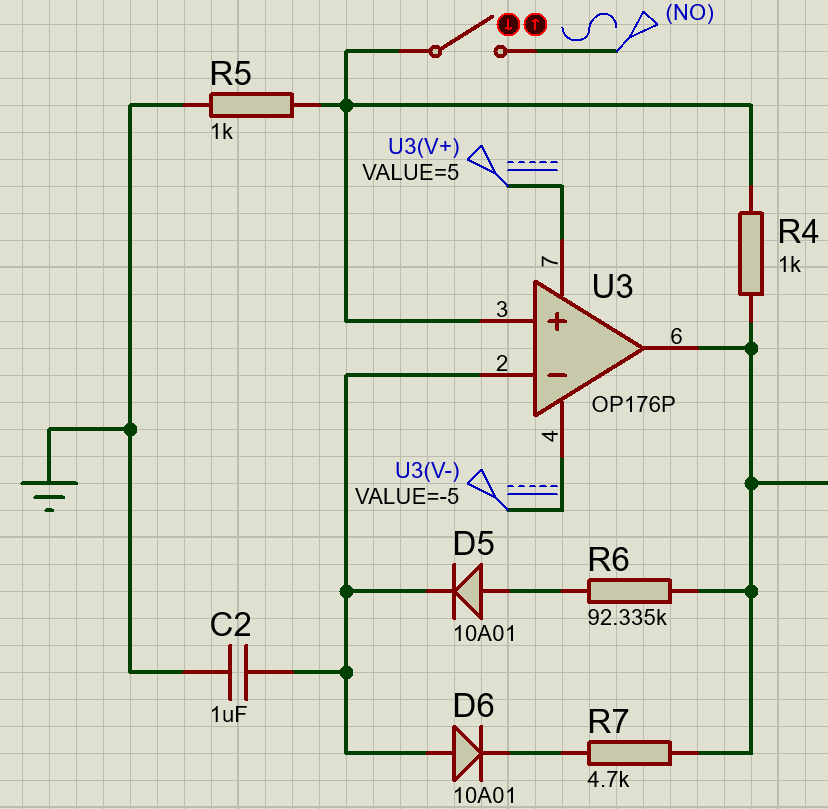 (NO)
R5
1k
U3(V+)
VALUE=5
R4
1k
7
U3
3
6
2
OP176P
4
U3(V-)
VALUE=-5
D5
R6
10A01
92.335k
C2
1uF
D6
R7
10A01
4.7k